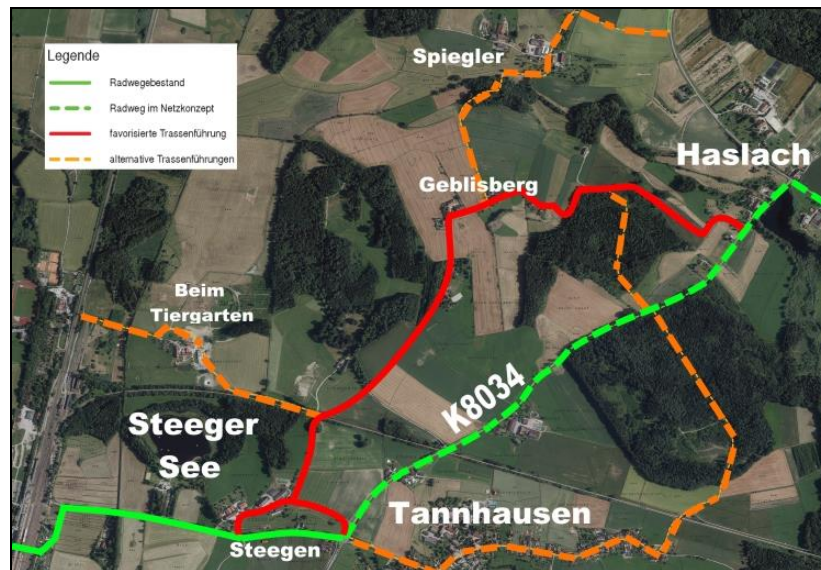 Legende
Radwegebestand
Radweg im Netzkonzept
favorisierte Trassenführung
alternative Trassenführungen
Spiegler
Haslach
Geblisberg
Beim
Tiergarten
K8034
Steeger
See
Tannhausen
Steegen